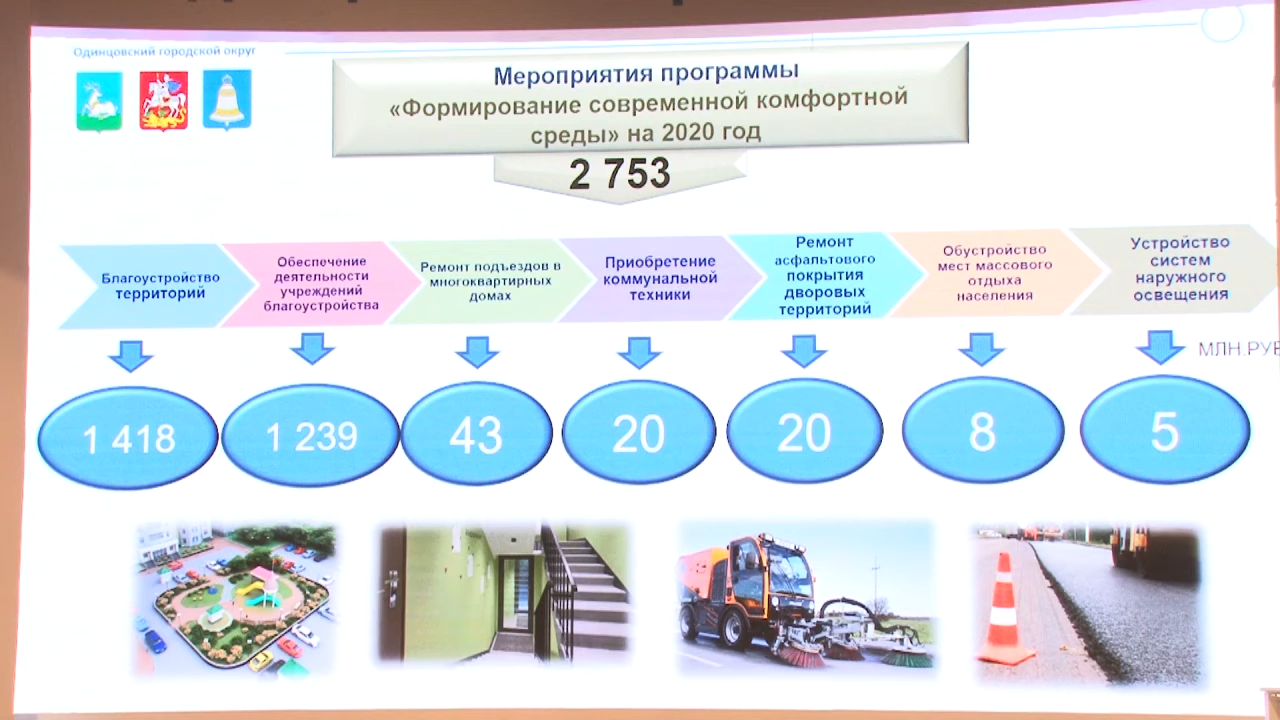 Одинцовский городской округ
Мероприятия программы
«Формирование современной комфортной
среды» на 2020 год
2 753
Благоустройство
территорий
Обеспечение
деятельности
учреждений
благоустройства
Ремонт подъездов в
многоквартирных
домах
Приобретение
коммунальной
техники
Ремонт
асфальтового
покрытия
дворовых
территорий
Обустройство
мест массового
отдыха
населения
Устройство
систем
наружного
освещения
МЛН.РУБ
1 418
1 239
43
20
20
8
5